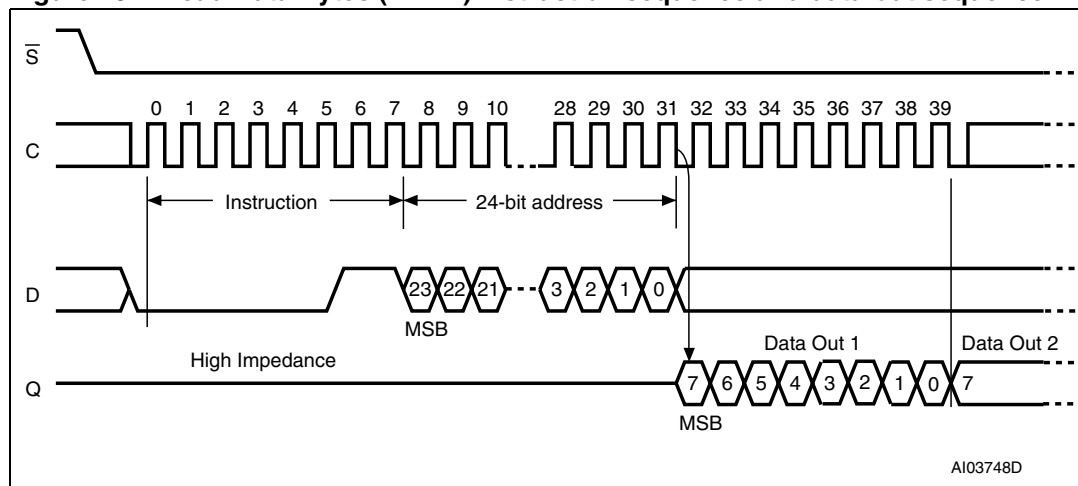 S
0 1 2 3 4 5 6 7 8 9 10 28 29 30 31 32 33 34 35 36 37 38 39
C
Instruction 24-bit address
D
23 22 21 3 2 1 0
MSB
High Impedance
Data Out 1 Data Out 2
Q
7 6 5 4 3 2 1 0 7
MSB
AI03748D